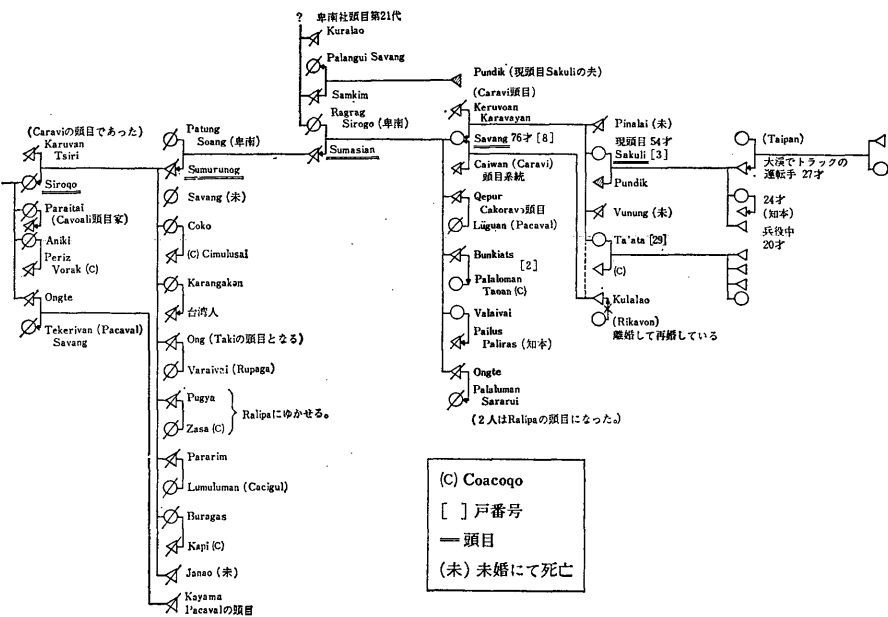 ? 卑南社頭目第21代
Kuralao
Palangui Savang
Samkim
Pundik (現頭目Sakuliの夫)
Ragrag
Sirogo (卑南)
Sumasian
(Caraviの頭目であった)
Karuvan
Tsiri
Siroqo
Paraitai
(Cavoali頭目家)
Aniki
Periz
Vorak (C)
Ongte
Tekerivan (Pacaval)
Savang
Patung
Soang (卑南)
Sumurunog
Savang (未)
Coko
(C) Cimulusai
Karangakan
台湾人
Ong (Takiの頭目となる)
Varaivai (Rupaga)
Pugya
Zasa (C)
Ralipaにゆかせる。
Pararim
Lumuluman (Cacigul)
Buragas
Kapi (C)
Janao (未)
Kayama
Pacavalの頭目
(Caravi頭目)
Keruvoan
Karavayan
Savang 76才 [8]
Caiwan (Caravi)
頭目系統
Qepur
Cakoravo頭目
Lüguan (Pacaval)
Bunkiats
[2]
Palaloman
Taoan (C)
Valaivai
Pailus
Paliras (知本)
Ongte
Palaluman
Sararui
(2人はRalipaの頭目になった。)
Pinalai (未)
現頭目 54才
Sakuli [3]
Pundik
Vunung (未)
Ta'ata [29]
(C)
Kulalao
(Rikavon)
離婚して再婚している
(Taipan)
大渓でトラックの
運転手 27才
24才
(知本)
兵役中
20才
(C) Coacoqo
[ ] 戸番号
═ 頭目
(未) 未婚にて死亡